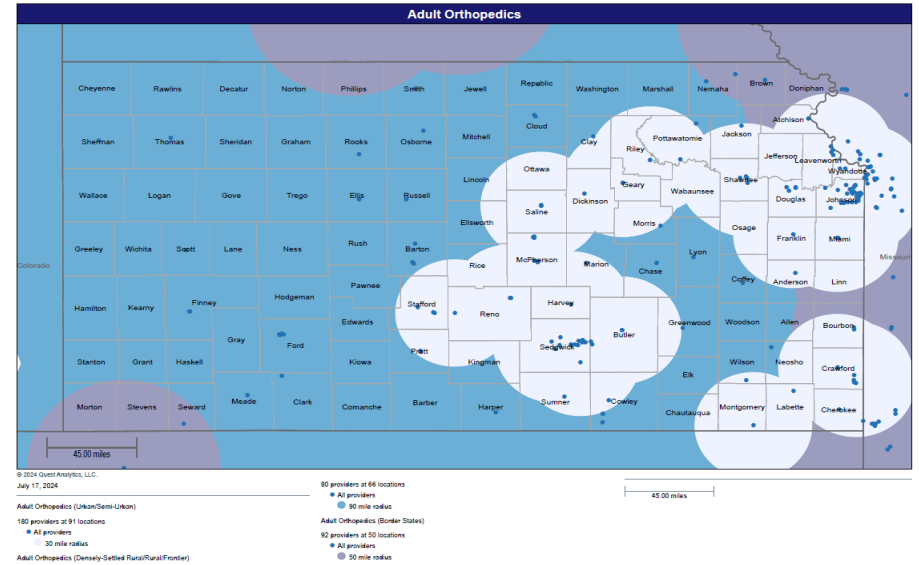 Adult Orthopedics
Cheyenne Rawlins Decatur Norton Phillips Smith Jewell Republic Washington Marshall Nemaha Brown Doniphan
Atchison
Sherman Thomas Sheridan Graham Rooks Osborne Mitchell Cloud Clay Riley Pottawatomie Jackson Jefferson Leavenworth
Wyandotte
Wallace Logan Gove Trego Ellis Russell Lincoln Ottawa Dickinson Geary Wabaunsee Shawnee Douglas Johnson
Saline Morris Osage
Greeley Wichita Scott Lane Ness Rush Barton Ellsworth McPherson Marion Chase Lyon Franklin Miami
Colorado Rice Missouri
Hamilton Kearny Finney Hodgeman Pawnee Stafford Reno Harvey Coffey Anderson Linn
Gray Ford Edwards Sedgwick Butler Greenwood Woodson Allen Bourbon
Stanton Grant Haskell Kiowa Pratt Kingman Elk Wilson Neosho Crawford
Morton Stevens Seward Meade Clark Comanche Barber Harper Sumner Cowley Chautauqua Montgomery Labette Cherokee
45.00 miles
© 2024 Quest Analytics, LLC.
July 17, 2024
Adult Orthopedics (Urban/Semi-Urban)
180 providers at 91 locations
All providers
30 mile radius
Adult Orthopedics (Densely-Settled Rural/Rural/Frontier)
80 providers at 66 locations
All providers
90 mile radius
Adult Orthopedics (Border States)
92 providers at 50 locations
All providers
50 mile radius
45.00 miles